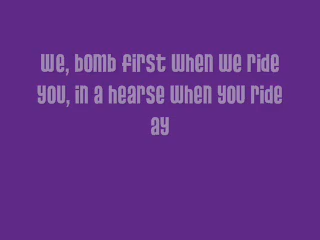 we, bomb first when we ride
you, in a hearse when you ride
ay